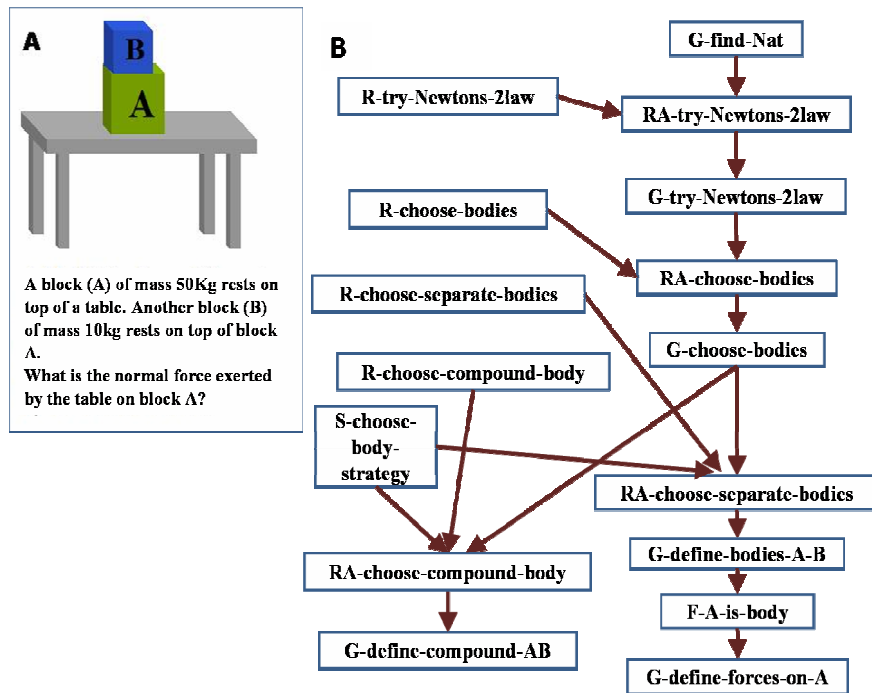 A
B
A
A block (A) of mass 50Kg rests on
top of a table. Another block (B)
of mass 10kg rests on top of block
A.
What is the normal force exerted
by the table on block A?
B
G-find-Nat
R-try-Newtons-2law
RA-try-Newtons-2law
G-try-Newtons-2law
R-choose-bodies
RA-choose-bodies
R-choose-separate-bodies
G-choose-bodies
R-choose-compound-body
S-choose-
body-
strategy
RA-choose-separate-bodies
G-define-bodies-A-B
RA-choose-compound-body
F-A-is-body
G-define-compound-AB
G-define-forces-on-A